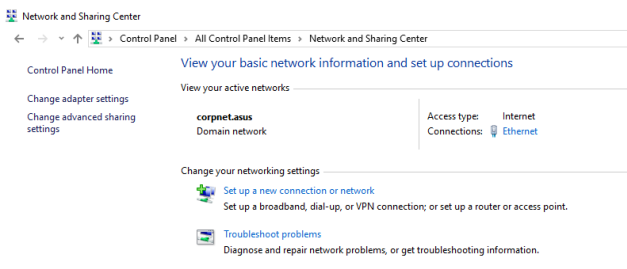 Network and Sharing Center
Control Panel > All Control Panel Items > Network and Sharing Center
Control Panel Home
Change adapter settings
Change advanced sharing
settings
View your basic network information and set up connections
View your active networks
corpnet.asus
Domain network
Access type: Internet
Connections: Ethernet
Change your networking settings
Set up a new connection or network
Set up a broadband, dial-up, or VPN connection; or set up a router or access point.
Troubleshoot problems
Diagnose and repair network problems, or get troubleshooting information.